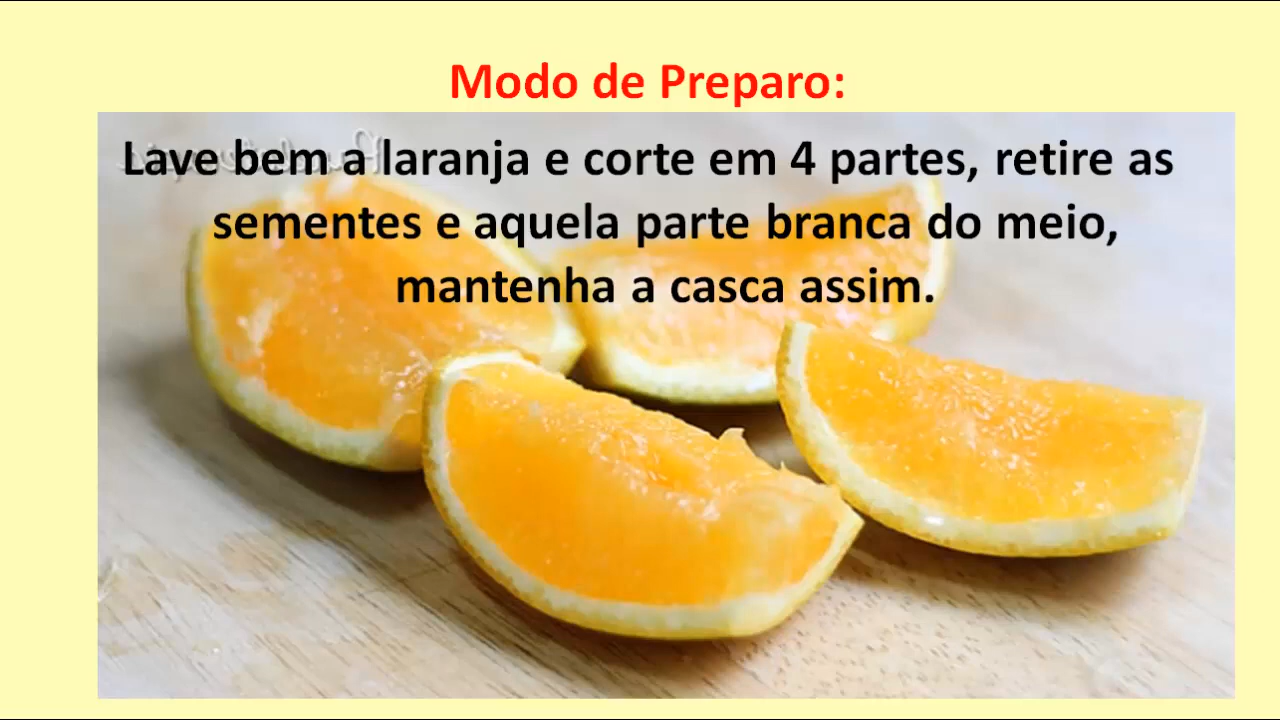 Modo de Preparo:
Lave bem a laranja e corte em 4 partes, retire as
sementes e aquela parte branca do meio,
mantenha a casca assim.